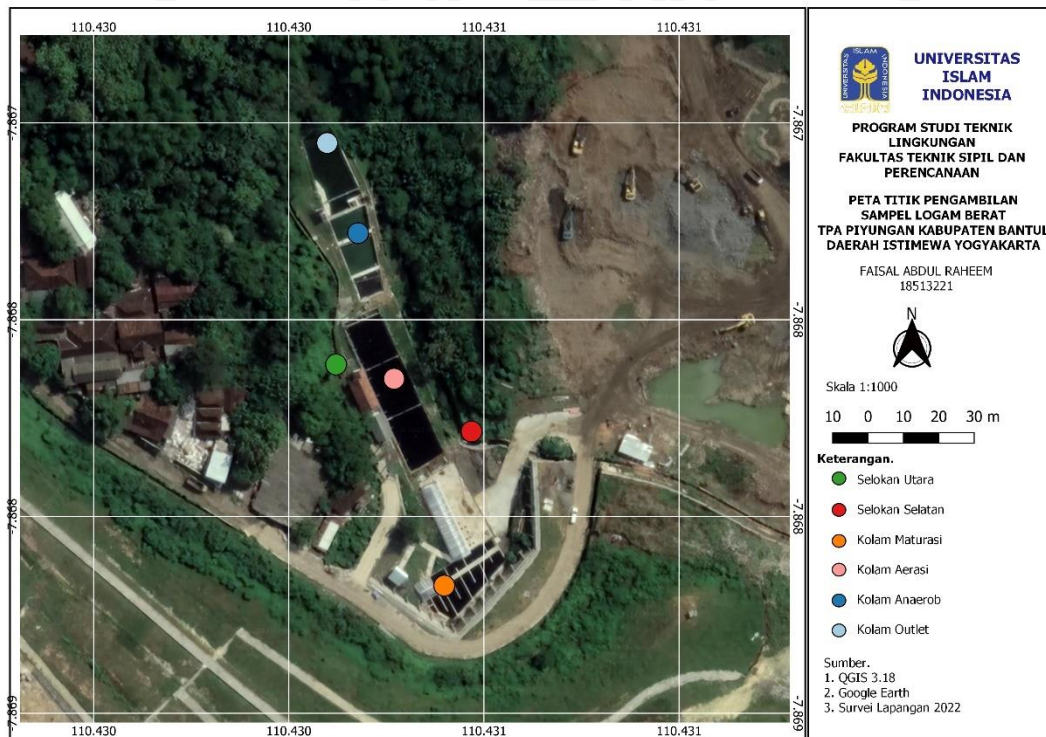 110.430
110.430
110.431
110.431
-7.867
-7.867
-7.868
-7.868
-7.868
-7.868
-7.869
-7.869
110.430
110.430
110.431
110.431
UNIVERSITAS
ISLAM
INDONESIA
UNIVERSITAS
ISLAM
INDONESIA
PROGRAM STUDI TEKNIK
LINGKUNGAN
FAKULTAS TEKNIK SIPIL DAN
PERENCANAAN
PETA TITIK PENGAMBILAN
SAMPEL LOGAM BERAT
TPA PIYUNGAN KABUPATEN BANTUL
DAERAH ISTIMEWA YOGYAKARTA
FAISAL ABDUL RAHEEM
18513221
N
Skala 1:1000
10 0 10 20 30 m
Keterangan.
Selokan Utara
Selokan Selatan
Kolam Maturasi
Kolam Aerasi
Kolam Anaerob
Kolam Outlet
Sumber.
1. QGIS 3.18
2. Google Earth
3. Survei Lapangan 2022